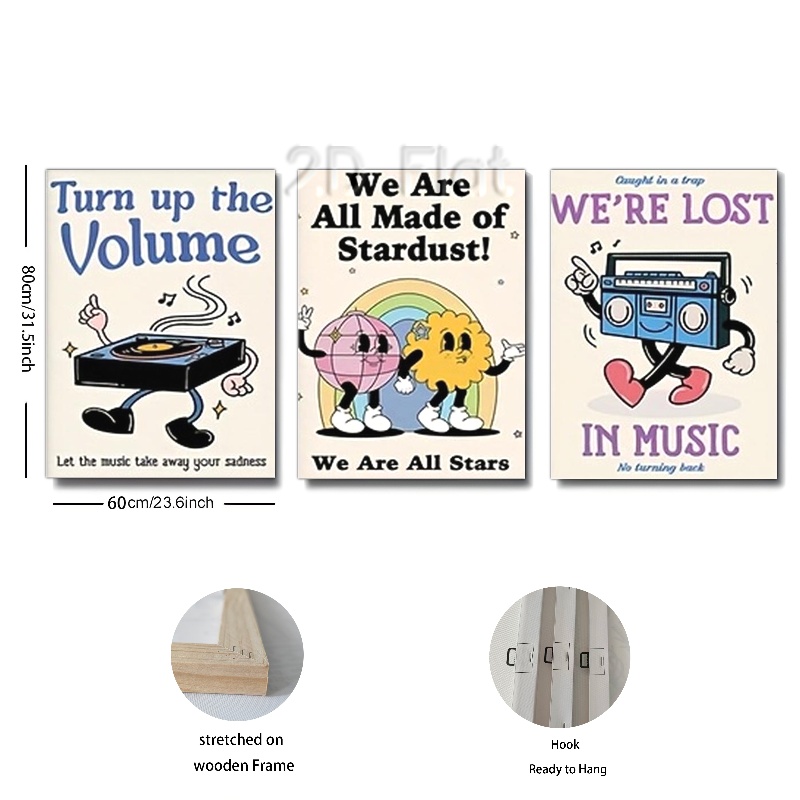 2D Flat
Turn up the
Volume
Let the music take away your sadness
We Are
All Made of
Stardust!
We Are All Stars
Caught in a trap
WE'RE LOST
IN MUSIC
No turning back
80cm/31.5inch
60cm/23.6inch
stretched on
wooden Frame
Hook
Ready to Hang